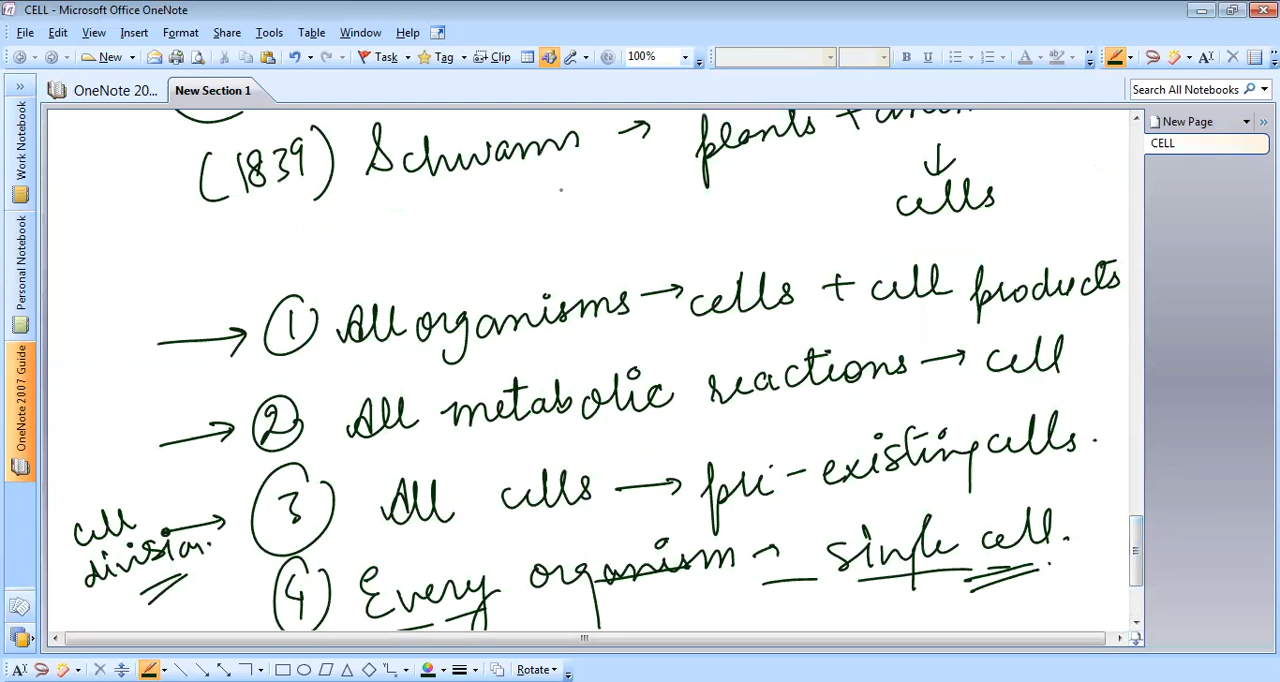 CELL - Microsoft Office OneNote
File Edit View Insert Format Share Tools Table Window Help
New Task Tag Clip 100%
OneNote 20... New Section 1
Search All Notebooks
New Page
CELL
Work Notebook
Personal Notebook
OneNote 2007 Guide
(1839) Schwann → plants +
↓
cells
→ ① All organisms → cells + cell products
→ ② All metabolic reactions → cell
③ All cells → pre-existing cells.
cell division. →
④ Every organism → single cell.
Rotate